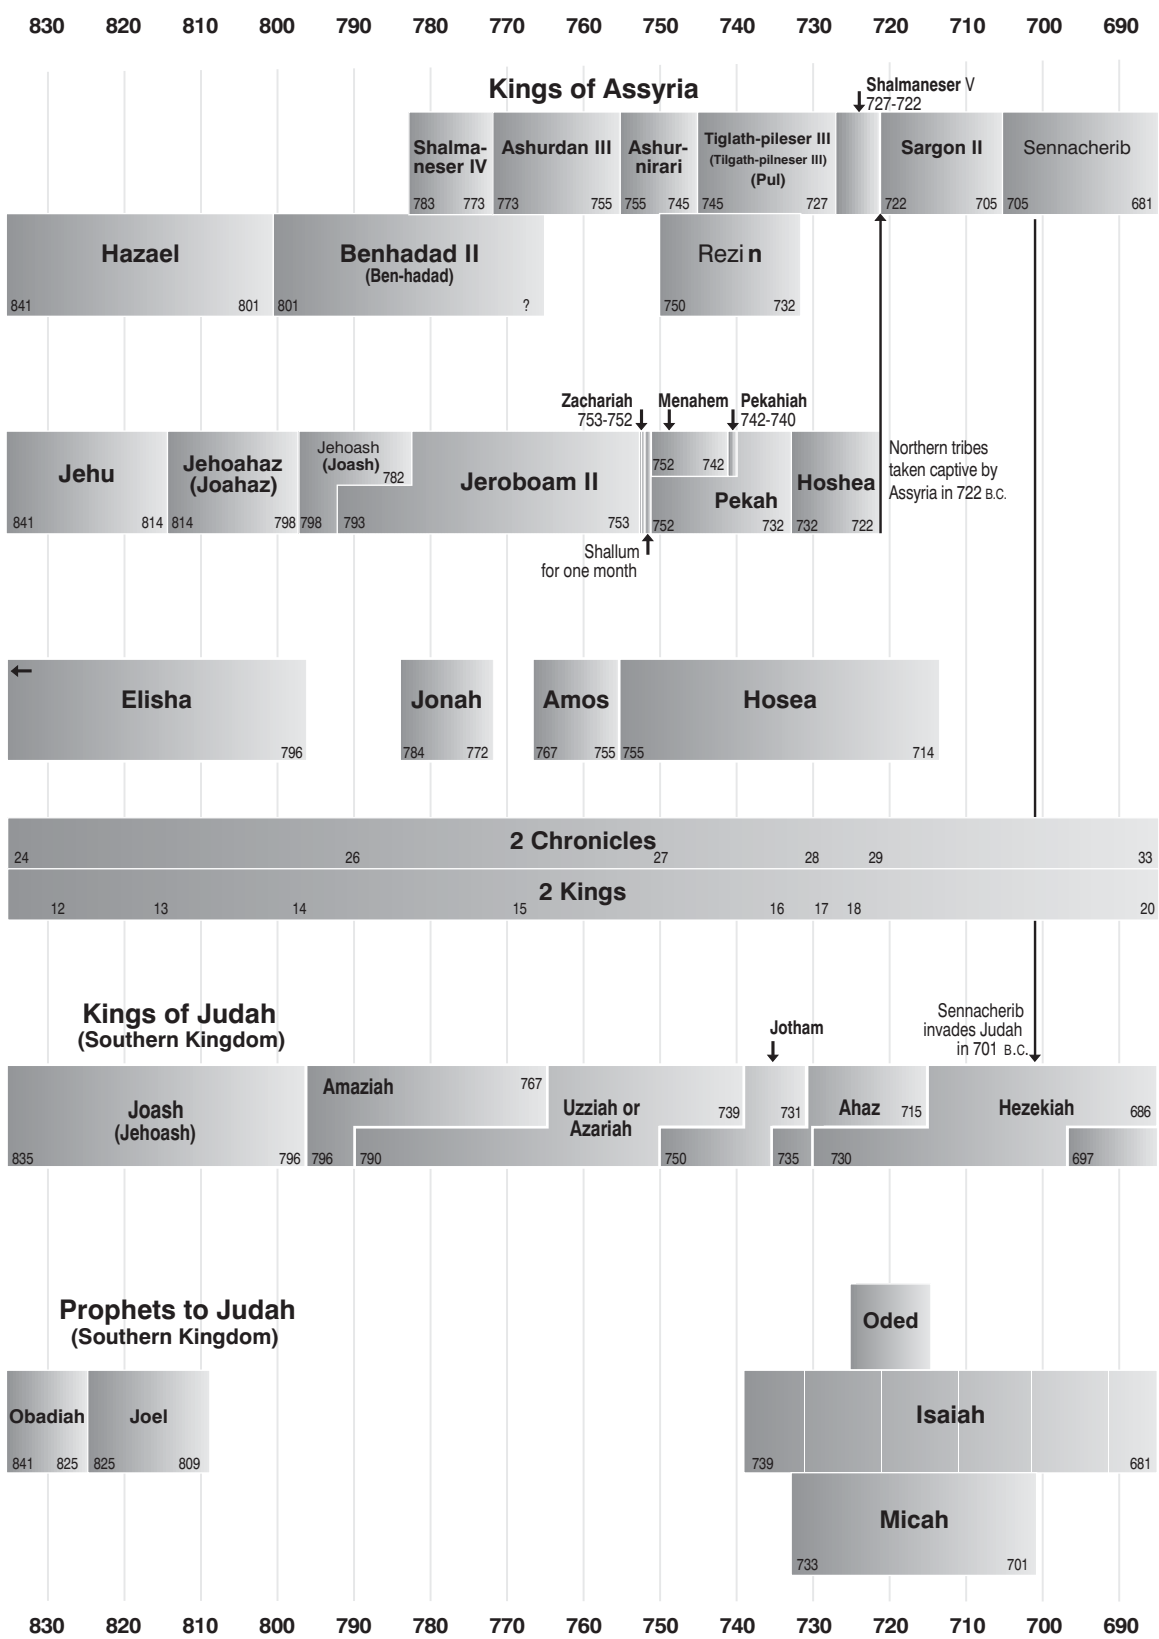 830 820 810 800 790 780 770 760 750 740 730 720 710 700 690
Kings of Assyria
Shalmaneser V
727-722
Shalma-
neser IV
783 773
Ashurdan III
773 755
Ashur-
nirari
755 745
Tiglath-pileser III
(Tilgath-pilneser III)
(Pul)
745 727
Sargon II
722 705
Sennacherib
705 681
Hazael
841 801
Benhadad II
(Ben-hadad)
801 ?
Rezin
750 732
Zachariah
753-752
Menahem
Pekahiah
742-740
Jehu
841 814
Jehoahaz
(Joahaz)
814 798
Jehoash
(Joash)
782
798
Jeroboam II
793 753
752 742
Pekah
752 732
Hoshea
732 722
Northern tribes
taken captive by
Assyria in 722 B.C.
Shallum
for one month
Elisha
796
Jonah
784 772
Amos
767 755
Hosea
755 714
2 Chronicles
24 26 27 28 29 33
2 Kings
12 13 14 15 16 17 18 20
Kings of Judah
(Southern Kingdom)
Jotham
Sennacherib
invades Judah
in 701 B.C.
Joash
(Jehoash)
835 796
Amaziah
767
796
Uzziah or
Azariah
739
790
731
750
Ahaz 715
735
Hezekiah 686
730
697
Prophets to Judah
(Southern Kingdom)
Oded
Obadiah
841 825
Joel
825 809
Isaiah
739 681
Micah
733 701
830 820 810 800 790 780 770 760 750 740 730 720 710 700 690